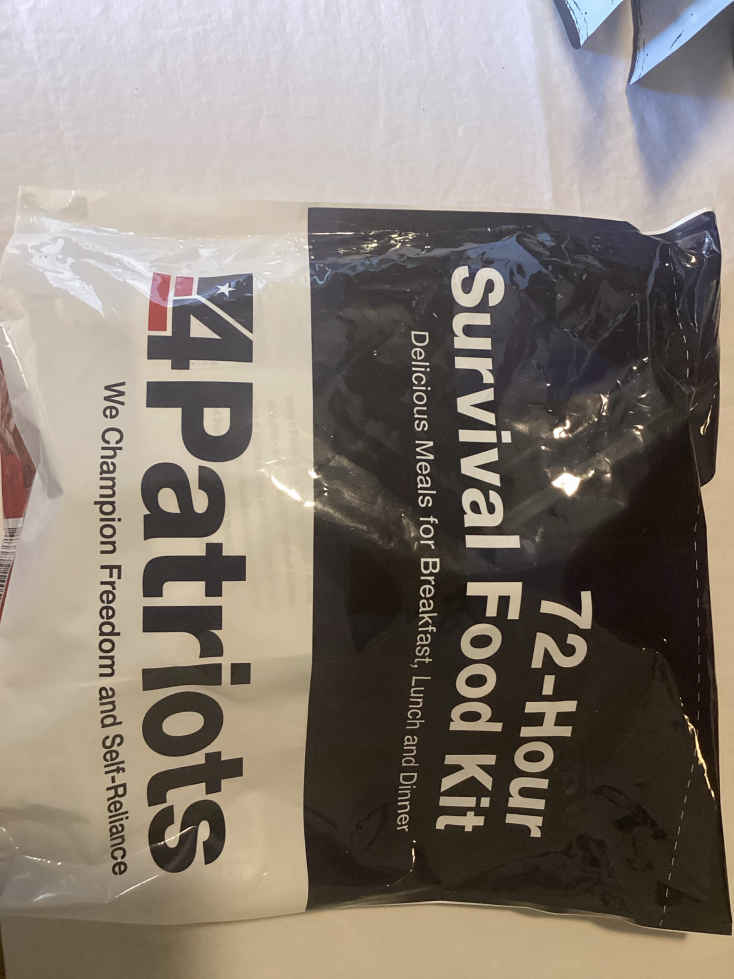 72-Hour
Survival Food Kit
Delicious Meals for Breakfast, Lunch and Dinner
4Patriots
We Champion Freedom and Self-Reliance